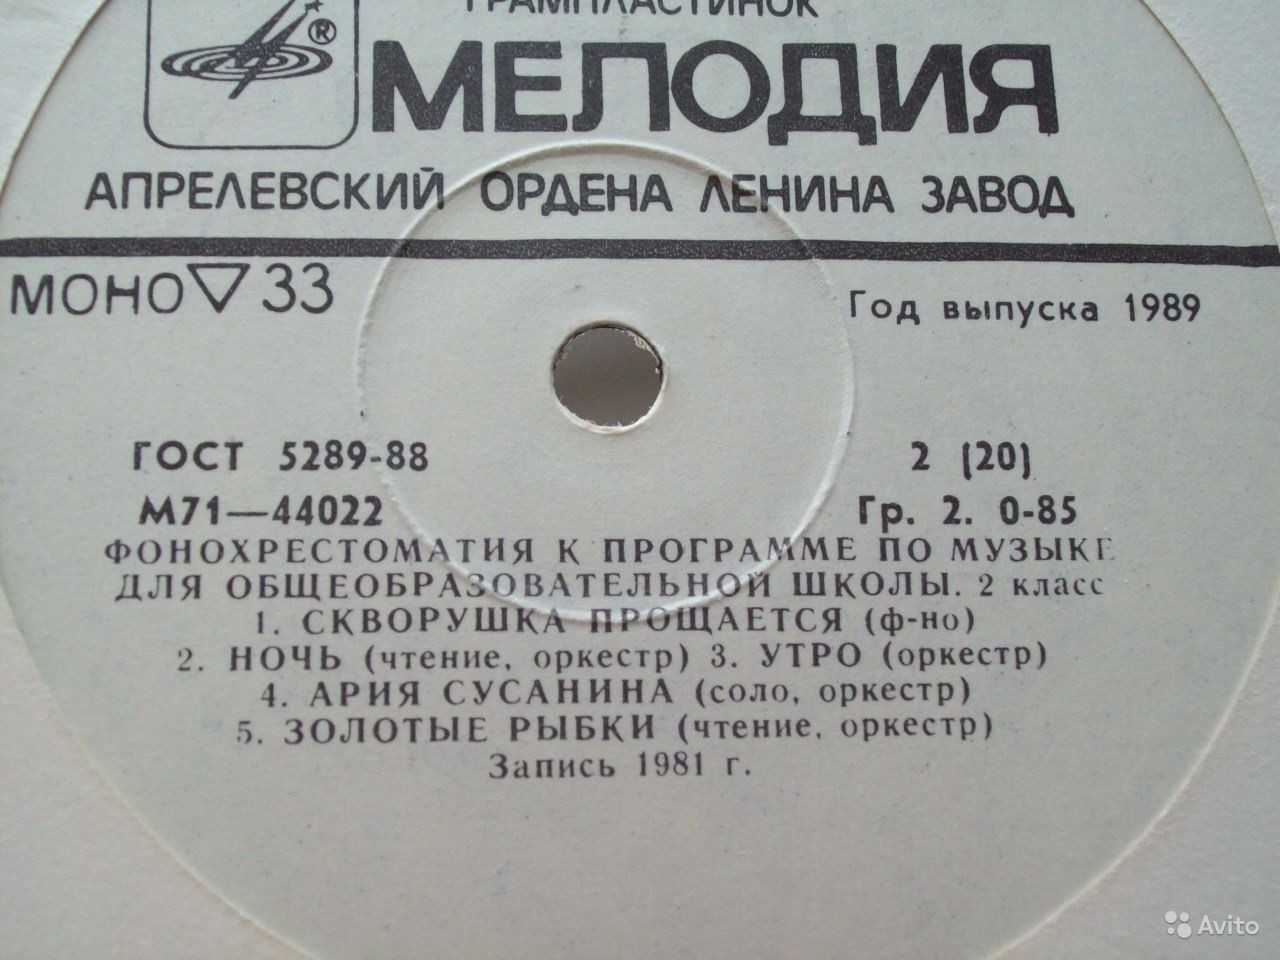 ГРАМПЛАСТИНОК
®
МЕЛОДИЯ
АПРЕЛЕВСКИЙ ОРДЕНА ЛЕНИНА ЗАВОД
МОНО ▽ 33
Год выпуска 1989
ГОСТ 5289-88 2 (20)
М71—44022 Гр. 2. 0-85
ФОНОХРЕСТОМАТИЯ К ПРОГРАММЕ ПО МУЗЫКЕ
ДЛЯ ОБЩЕОБРАЗОВАТЕЛЬНОЙ ШКОЛЫ. 2 класс
1. СКВОРУШКА ПРОЩАЕТСЯ (ф-но)
2. НОЧЬ (чтение, оркестр) 3. УТРО (оркестр)
4. АРИЯ СУСАНИНА (соло, оркестр)
5. ЗОЛОТЫЕ РЫБКИ (чтение, оркестр)
Запись 1981 г.
Avito